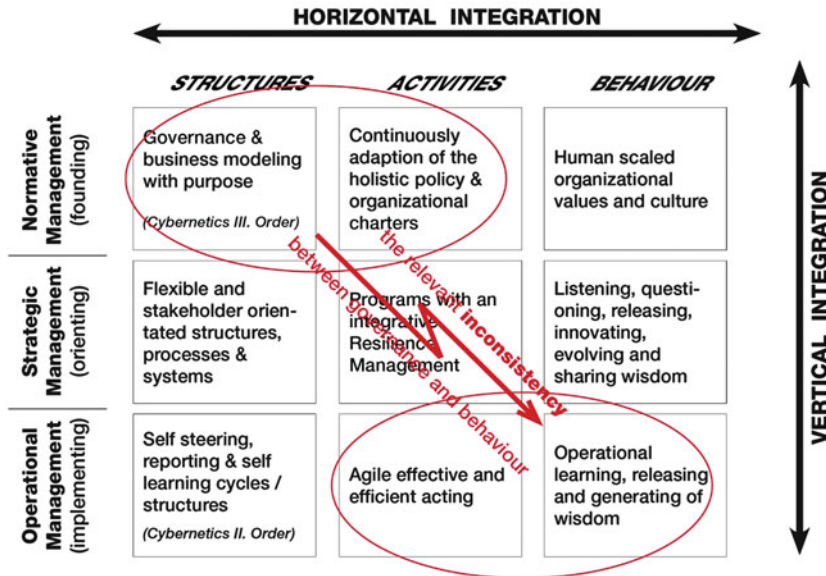 HORIZONTAL INTEGRATION
STRUCTURES
ACTIVITIES
BEHAVIOUR
Normative
Management
(founding)
Governance &
business modeling
with purpose
(Cybernetics III. Order)
Continuously
adaption of the
holistic policy &
organizational
charters
Human scaled
organizational
values and culture
Strategic
Management
(orienting)
Flexible and
stakeholder orien-
tated structures,
processes &
systems
Programs with an
integrative
Resilience
Management
Listening, questi-
oning, releasing,
innovating,
evolving and
sharing wisdom
Operational
Management
(implementing)
Self steering,
reporting & self
learning cycles /
structures
(Cybernetics II. Order)
Agile effective and
efficient acting
Operational
learning, releasing
and generating of
wisdom
the relevant inconsistency
between governance and behaviour
VERTICAL INTEGRATION